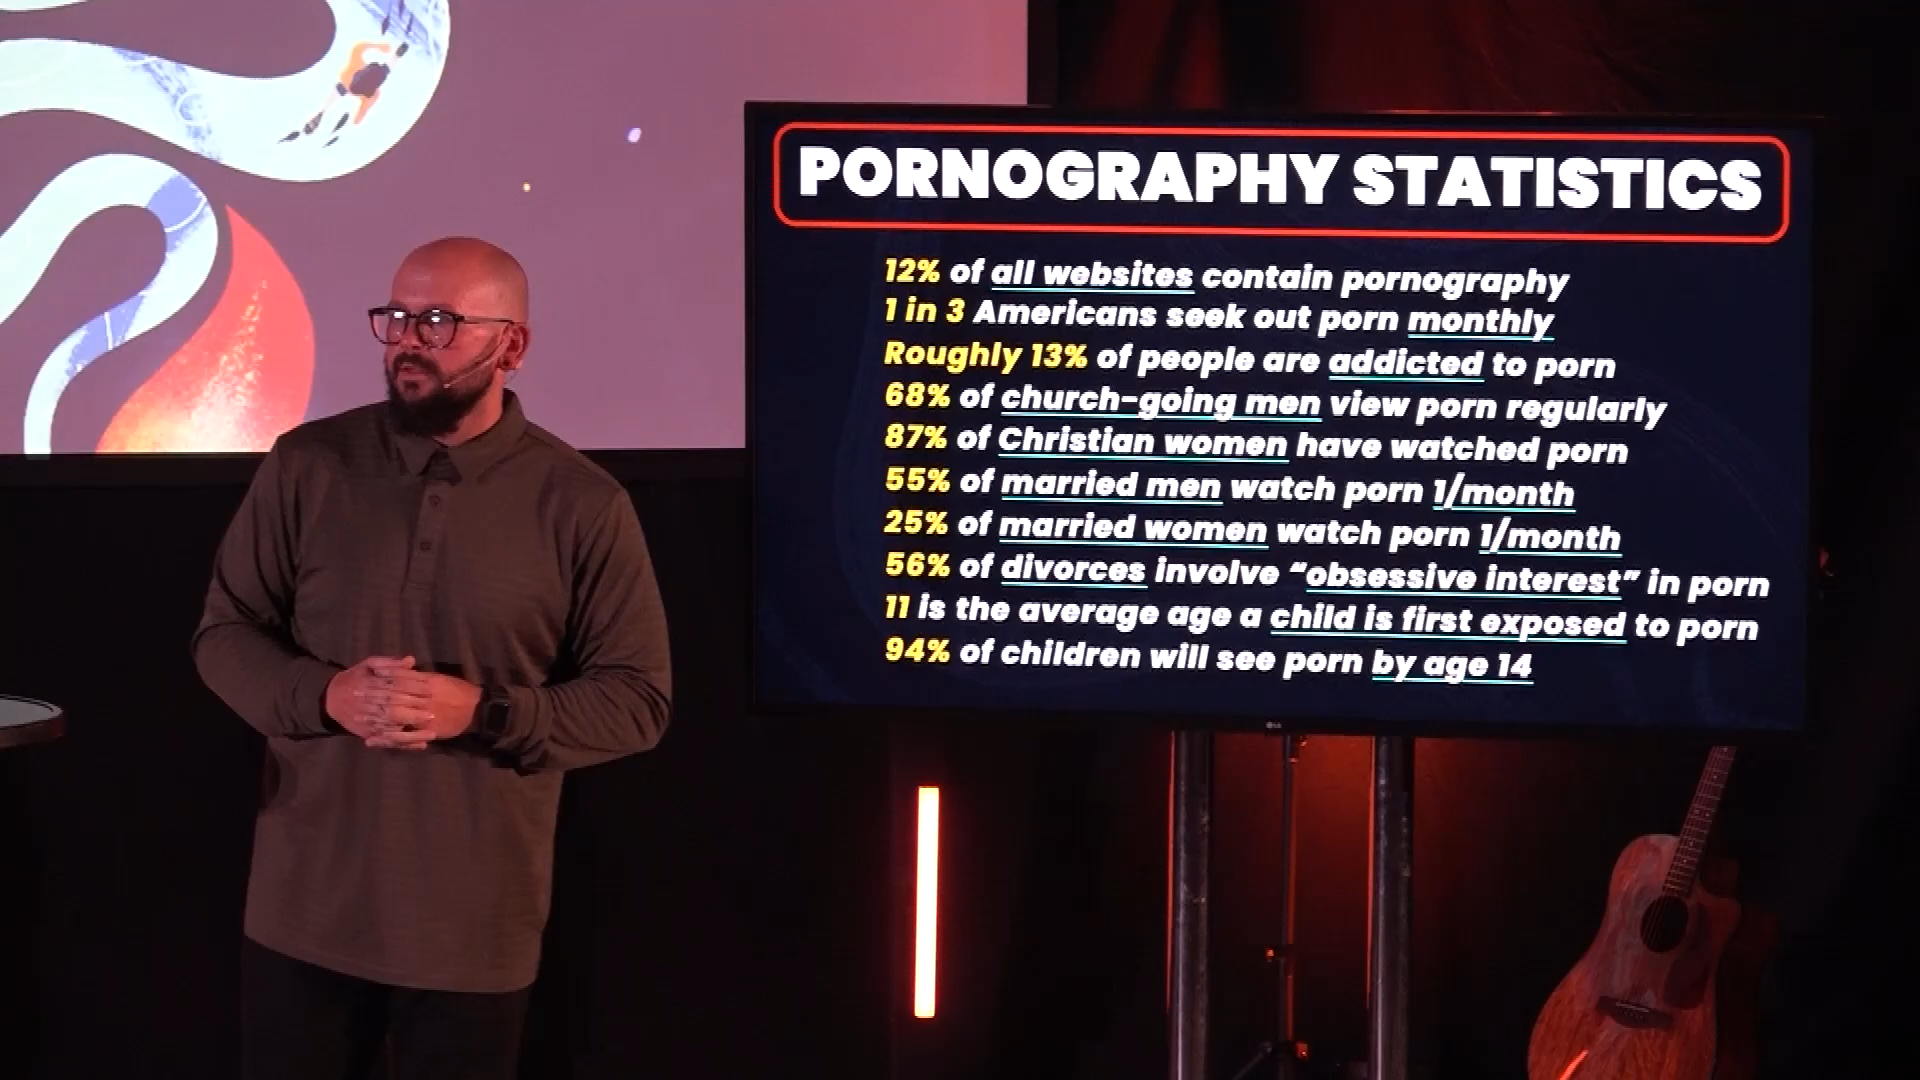 PORNOGRAPHY STATISTICS
12% of all websites contain pornography
1 in 3 Americans seek out porn monthly
Roughly 13% of people are addicted to porn
68% of church-going men view porn regularly
87% of Christian women have watched porn
55% of married men watch porn 1/month
25% of married women watch porn 1/month
56% of divorces involve “obsessive interest” in porn
11 is the average age a child is first exposed to porn
94% of children will see porn by age 14
LG